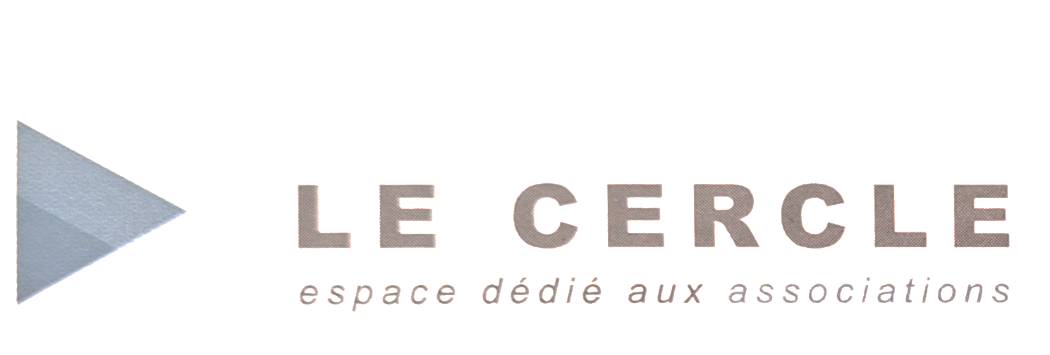 LE CERCLE
espace dédié aux associations